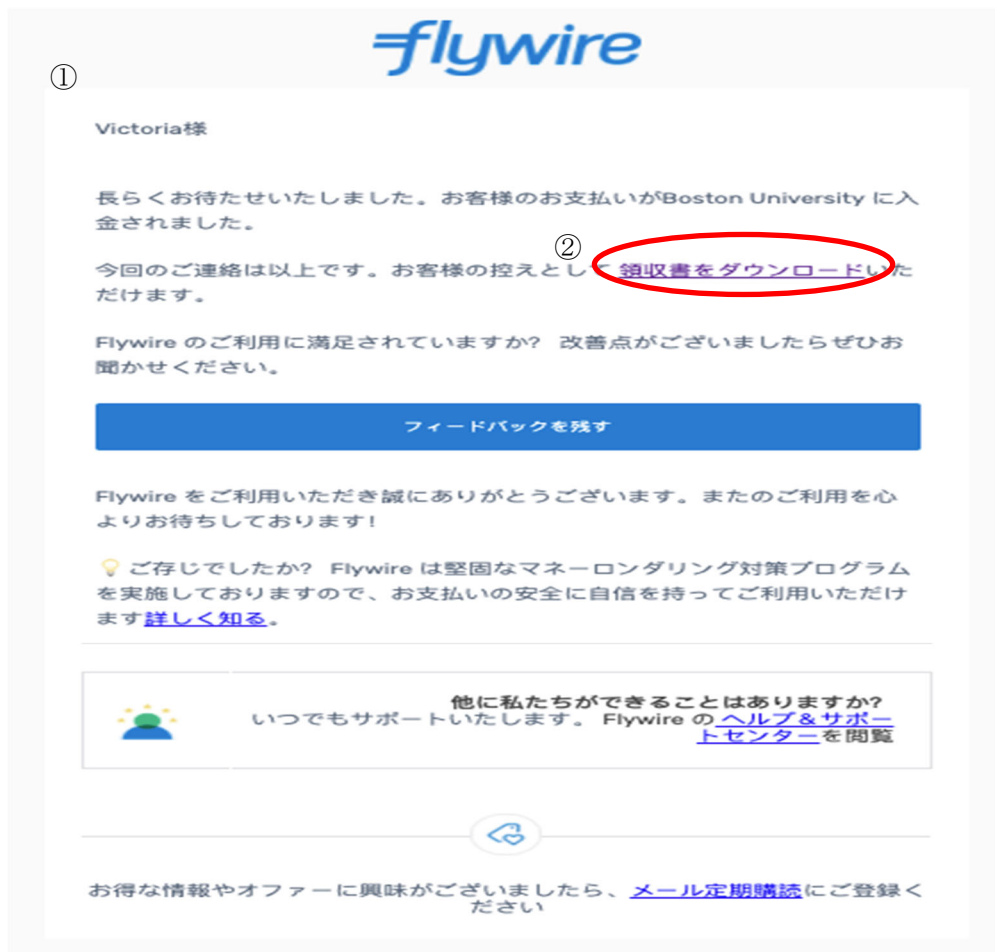 flywire
①
Victoria様
長らくお待たせいたしました。お客様のお支払いがBoston University に入
金されました。
②
今回のご連絡は以上です。お客様の控えとして 領収書をダウンロードいた
だけます。
Flywire のご利用に満足されていますか? 改善点がございましたらぜひお
聞かせください。
フィードバックを残す
Flywire をご利用いただき誠にありがとうございます。またのご利用を心
よりお待ちしております!
ご存じでしたか? Flywire は堅固なマネーロンダリング対策プログラム
を実施しておりますので、お支払いの安全に自信を持ってご利用いただけ
ます詳しく知る。
他に私たちができることはありますか?
いつでもサポートいたします。 Flywire の ヘルプ&サポー
トセンターを閲覧
お得な情報やオファーに興味がございましたら、メール定期購読にご登録く
ださい